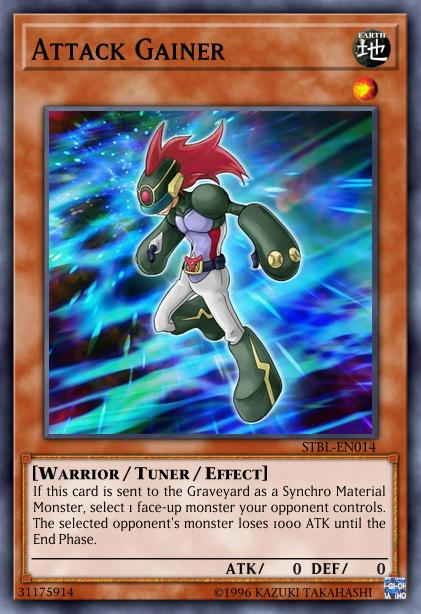 ATTACK GAINER
EARTH
地
STBL-EN014
[WARRIOR / TUNER / EFFECT]
If this card is sent to the Graveyard as a Synchro Material
Monster, select 1 face-up monster your opponent controls.
The selected opponent's monster loses 1000 ATK until the
End Phase.
ATK/ 0 DEF/ 0
31175914
©1996 KAZUKI TAKAHASHI